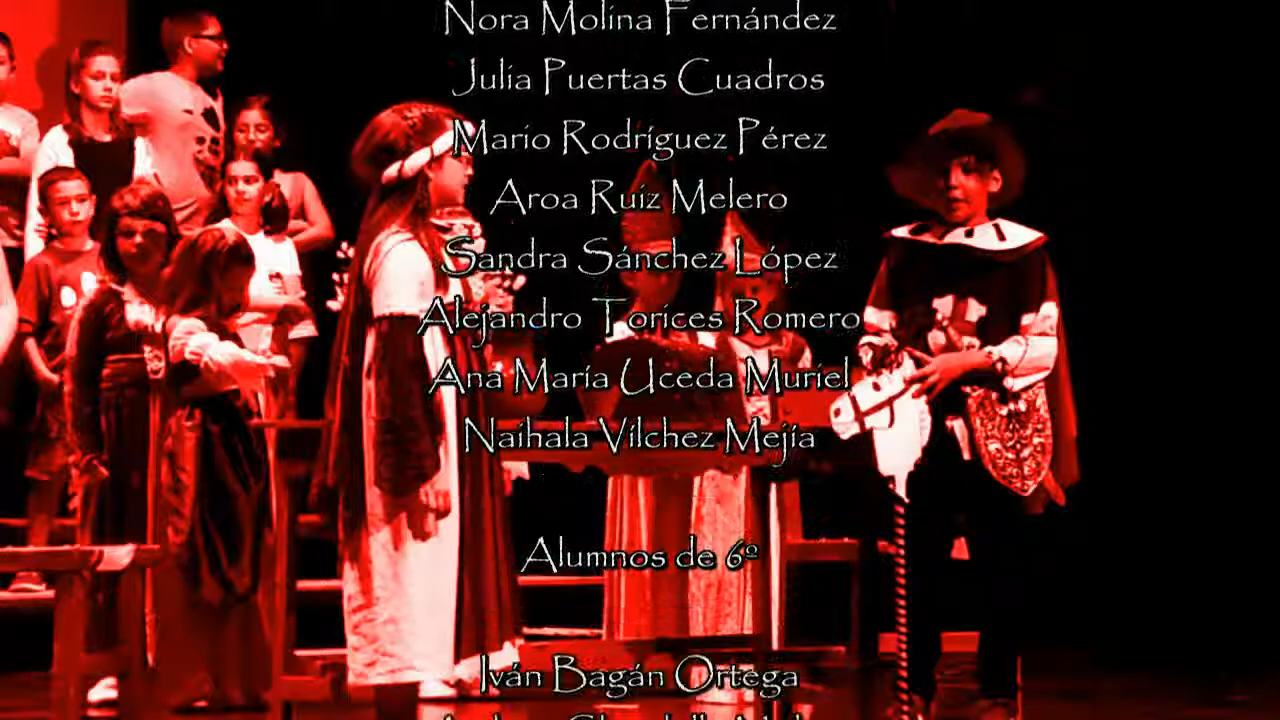 Nora Molina Fernández
Julia Puertas Cuadros
Mario Rodríguez Pérez
Aroa Ruiz Melero
Sandra Sánchez López
Alejandro Torices Romero
Ana María Uceda Muriel
Naihala Vílchez Mejía
Alumnos de 6º
Iván Bagán Ortega